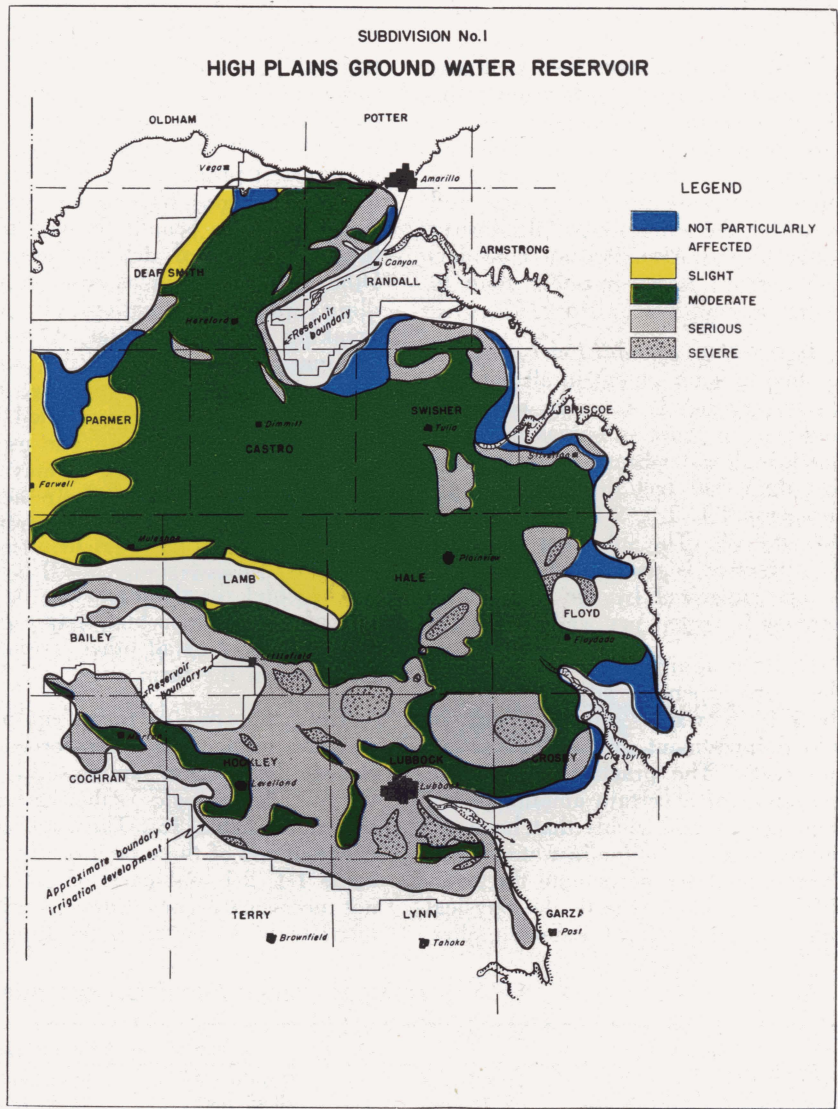 SUBDIVISION No.1
HIGH PLAINS GROUND WATER RESERVOIR
OLDHAM
POTTER
Vega
Amarillo
LEGEND
NOT PARTICULARLY
AFFECTED
SLIGHT
MODERATE
SERIOUS
SEVERE
ARMSTRONG
DEAF SMITH
Canyon
RANDALL
Hereford
Reservoir
boundary
PARMER
SWISHER
BRISCOE
Dimmitt
Tulia
CASTRO
Silverton
Farwell
Muleshoe
Plainview
LAMB
HALE
FLOYD
BAILEY
Floydada
Littlefield
Reservoir
boundary
Morton
HOCKLEY
LUBBOCK
CROSBY
Crosbyton
COCHRAN
Levelland
Lubbock
Approximate boundary of
irrigation development
TERRY
LYNN
GARZA
Brownfield
Tahoka
Post